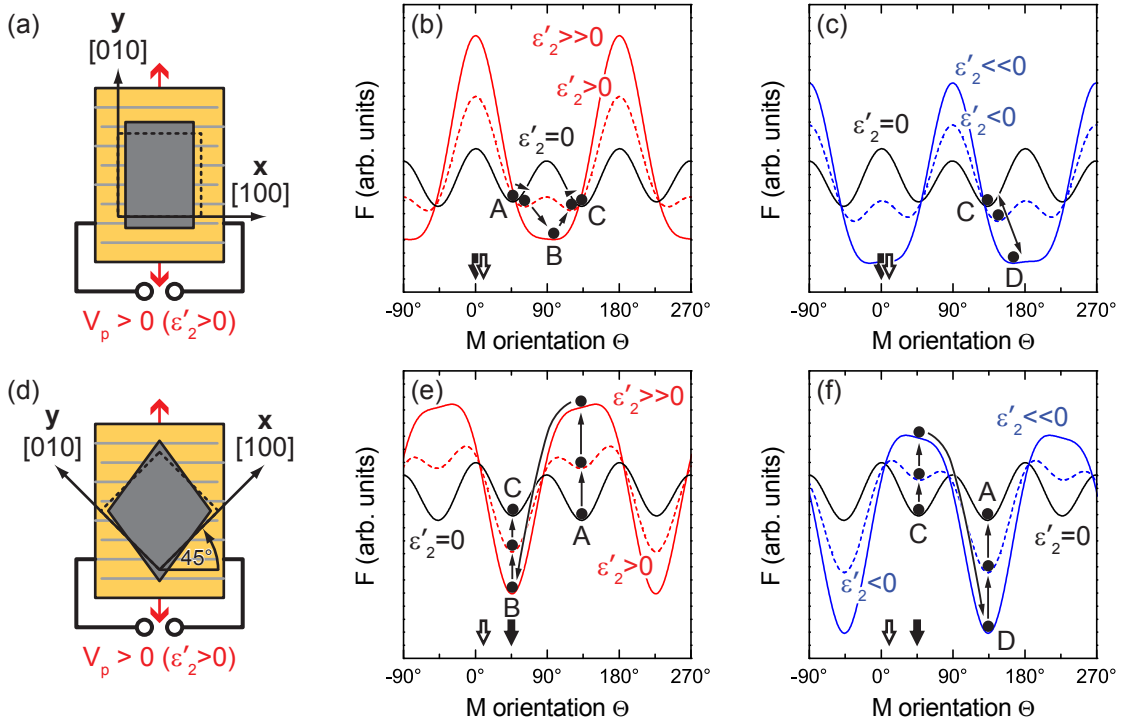 (a)
y
[010]
x
[100]
V_p > 0 (ε′_2>0)
(b)
ε′_2>>0
ε′_2>0
ε′_2=0
A
B
C
F (arb. units)
-90° 0° 90° 180° 270°
M orientation Θ
(c)
ε′_2<<0
ε′_2<0
ε′_2=0
C
D
F (arb. units)
-90° 0° 90° 180° 270°
M orientation Θ
(d)
y
[010]
x
[100]
45°
V_p > 0 (ε′_2>0)
(e)
ε′_2>>0
C
A
ε′_2=0
ε′_2>0
B
F (arb. units)
-90° 0° 90° 180° 270°
M orientation Θ
(f)
ε′_2<<0
A
C
ε′_2=0
ε′_2<0
D
F (arb. units)
-90° 0° 90° 180° 270°
M orientation Θ